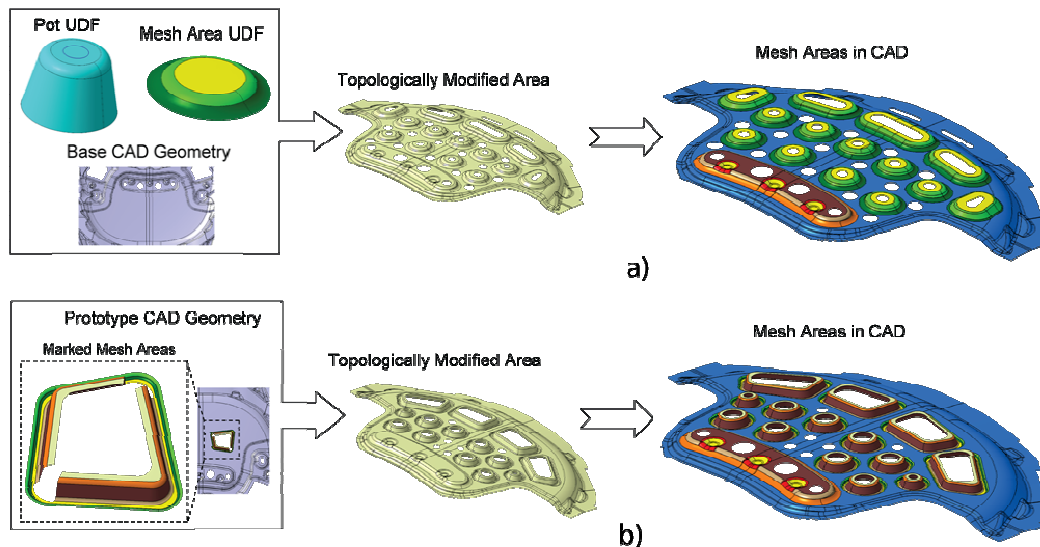 Pot UDF
Mesh Area UDF
Base CAD Geometry
Topologically Modified Area
Mesh Areas in CAD
a)
Prototype CAD Geometry
Marked Mesh Areas
Topologically Modified Area
Mesh Areas in CAD
b)